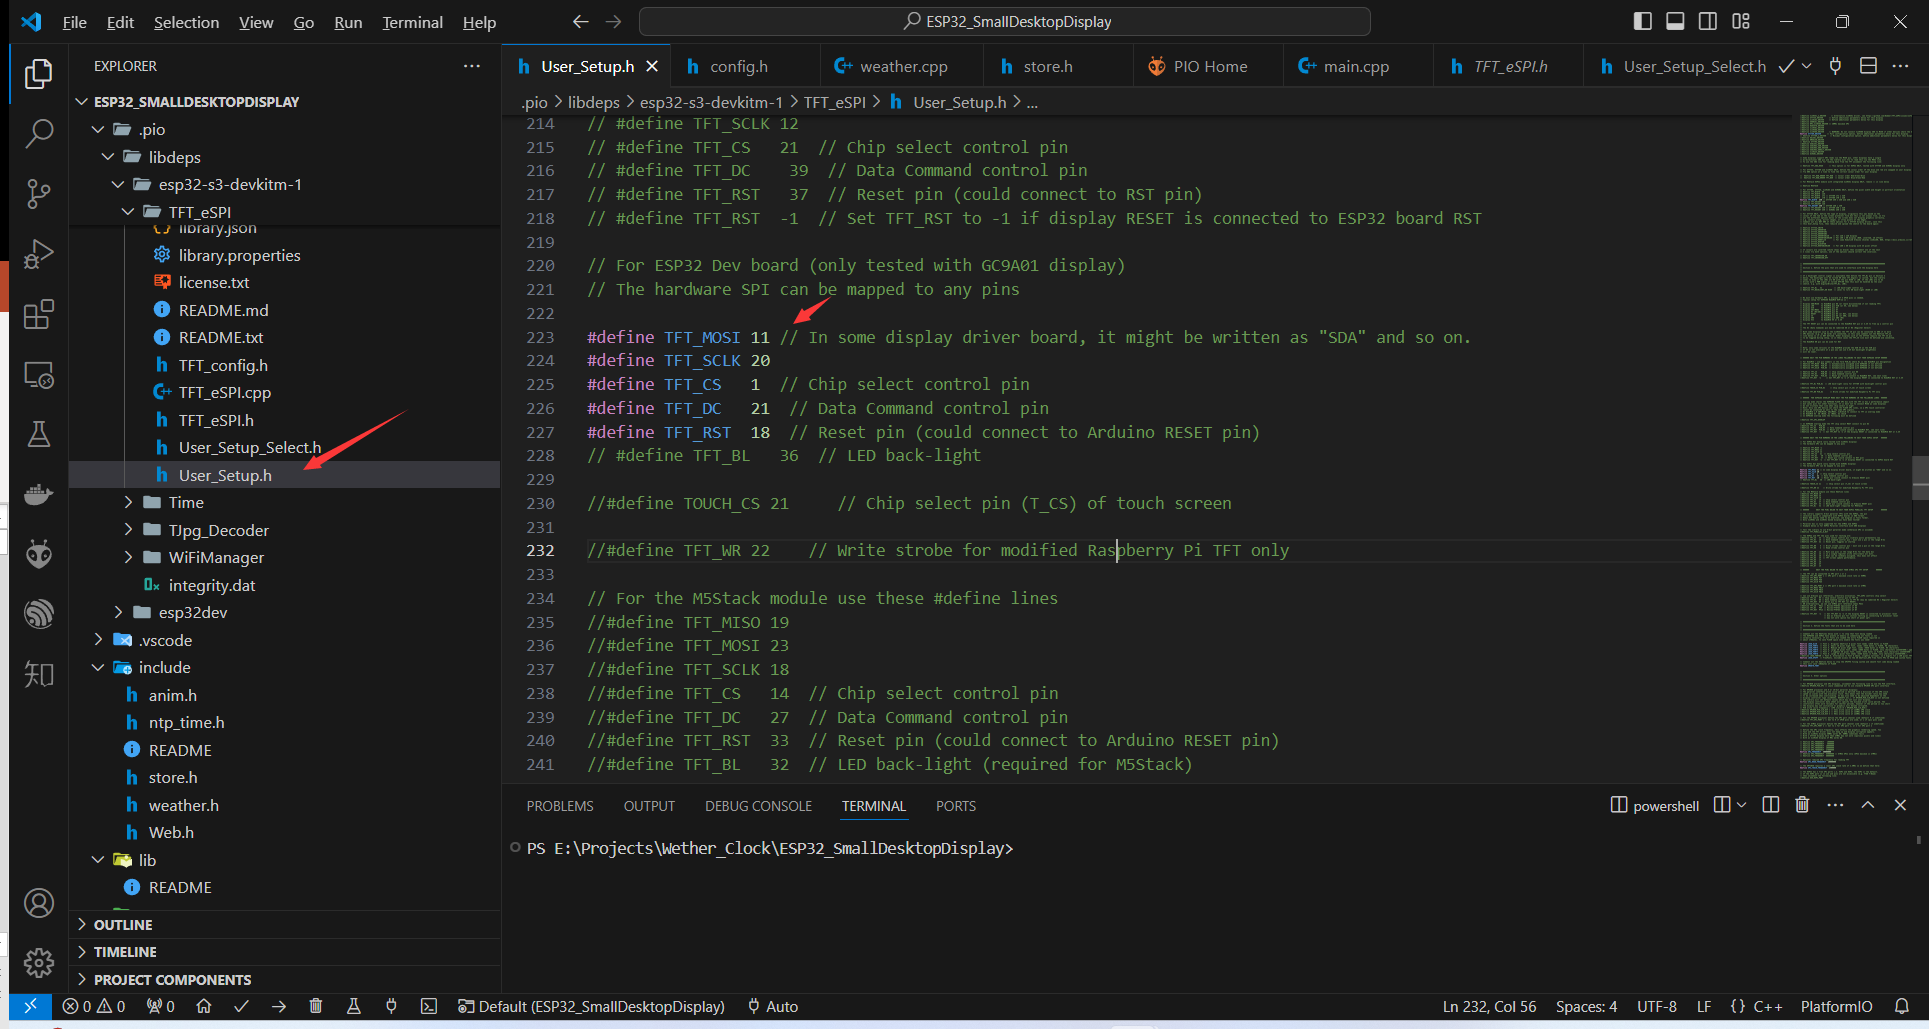 File Edit Selection View Go Run Terminal Help
ESP32_SmallDesktopDisplay
EXPLORER
ESP32_SMALLDESKTOPDISPLAY
.pio
libdeps
esp32-s3-devkitm-1
TFT_eSPI
library.json
library.properties
license.txt
README.md
README.txt
TFT_config.h
TFT_eSPI.cpp
TFT_eSPI.h
User_Setup_Select.h
User_Setup.h
Time
TJpg_Decoder
WiFiManager
integrity.dat
esp32dev
.vscode
include
anim.h
ntp_time.h
README
store.h
weather.h
Web.h
lib
README
OUTLINE
TIMELINE
PROJECT COMPONENTS
知
User_Setup.h config.h weather.cpp store.h PIO Home main.cpp TFT_eSPI.h User_Setup_Select.h
.pio > libdeps > esp32-s3-devkitm-1 > TFT_eSPI > User_Setup.h > ...
214 // #define TFT_SCLK 12
215 // #define TFT_CS   21  // Chip select control pin
216 // #define TFT_DC    39  // Data Command control pin
217 // #define TFT_RST   37  // Reset pin (could connect to RST pin)
218 // #define TFT_RST  -1  // Set TFT_RST to -1 if display RESET is connected to ESP32 board RST
219
220 // For ESP32 Dev board (only tested with GC9A01 display)
221 // The hardware SPI can be mapped to any pins
222
223 #define TFT_MOSI 11 // In some display driver board, it might be written as "SDA" and so on.
224 #define TFT_SCLK 20
225 #define TFT_CS   1  // Chip select control pin
226 #define TFT_DC   21  // Data Command control pin
227 #define TFT_RST  18  // Reset pin (could connect to Arduino RESET pin)
228 // #define TFT_BL   36  // LED back-light
229
230 //#define TOUCH_CS 21     // Chip select pin (T_CS) of touch screen
231
232 //#define TFT_WR 22    // Write strobe for modified Raspberry Pi TFT only
233
234 // For the M5Stack module use these #define lines
235 //#define TFT_MISO 19
236 //#define TFT_MOSI 23
237 //#define TFT_SCLK 18
238 //#define TFT_CS   14  // Chip select control pin
239 //#define TFT_DC   27  // Data Command control pin
240 //#define TFT_RST  33  // Reset pin (could connect to Arduino RESET pin)
241 //#define TFT_BL   32  // LED back-light (required for M5Stack)
PROBLEMS OUTPUT DEBUG CONSOLE TERMINAL PORTS
powershell
PS E:\Projects\Wether_Clock\ESP32_SmallDesktopDisplay>
0 0 0 Default (ESP32_SmallDesktopDisplay) Auto
Ln 232, Col 56 Spaces: 4 UTF-8 LF {} C++ PlatformIO